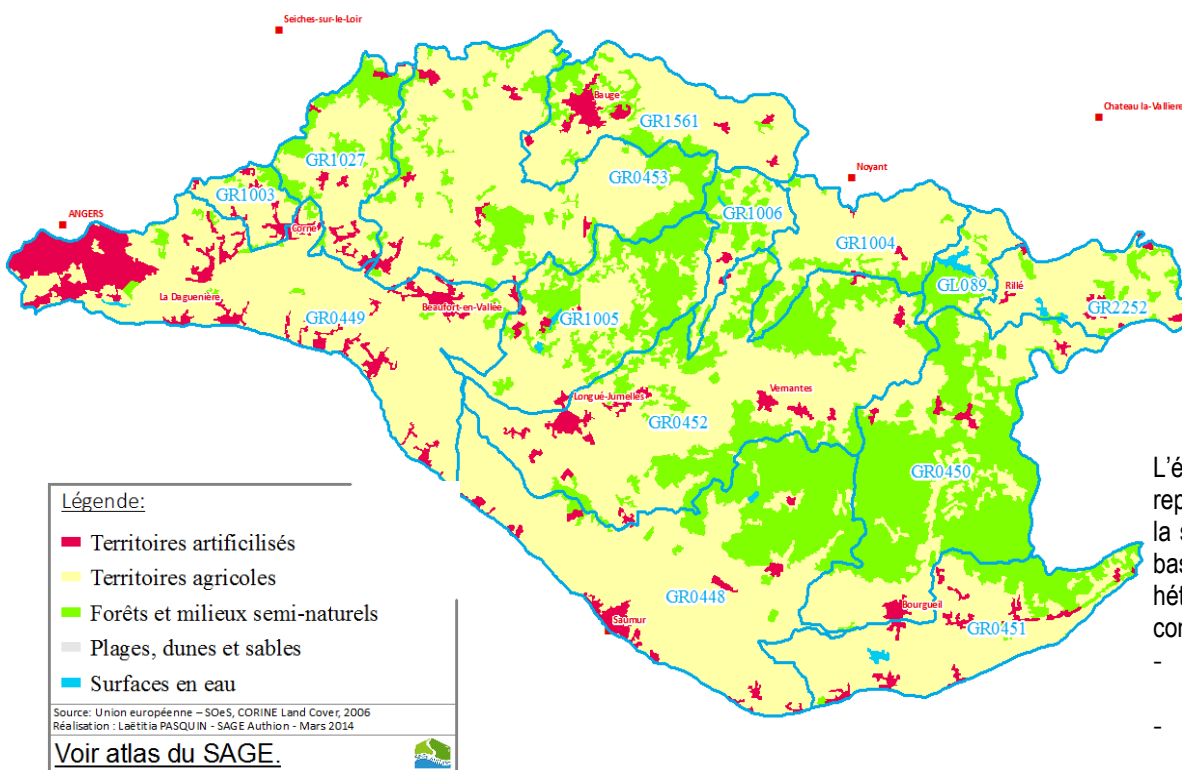 Seiches-sur-le-Loir
Baugé
Chateau la-Valliere
GR1561
GR1027
Noyant
GR0453
GR1003
GR1006
ANGERS
Corné
GR1004
GL089
Rillé
La Daguenière
Beaufort-en-Vallée
GR2252
GR0449
GR1005
Vernantes
Longué-Jumelles
GR0452
GR0450
GR0448
Bourgueil
Saumur
GR0451
Légende:
Territoires artificilisés
Territoires agricoles
Forêts et milieux semi-naturels
Plages, dunes et sables
Surfaces en eau
Source: Union européenne – SOeS, CORINE Land Cover, 2006
Réalisation : Laëtitia PASQUIN - SAGE Authion - Mars 2014
Voir atlas du SAGE.
L'é
rep
la s
bas
hét
con
-
-